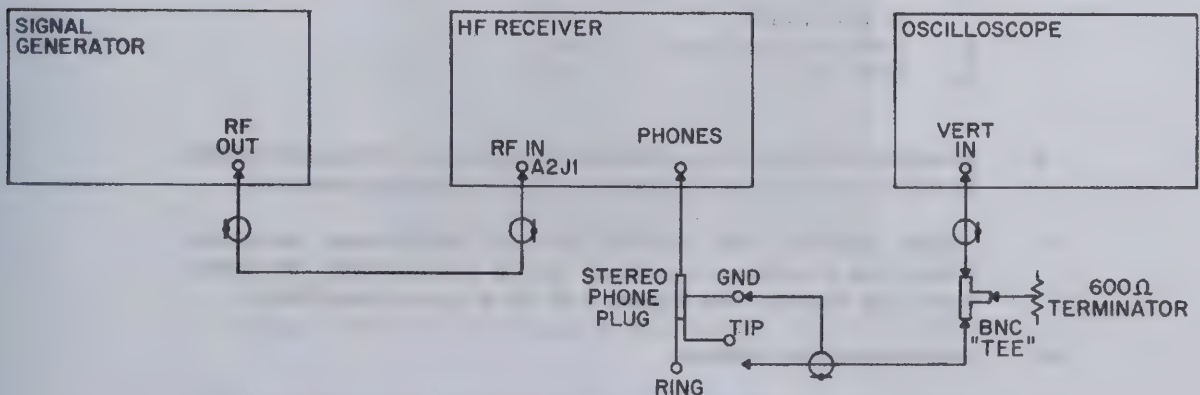 SIGNAL
GENERATOR
RF
OUT
HF RECEIVER
RF IN
A2J1
PHONES
OSCILLOSCOPE
VERT
IN
STEREO
PHONE
PLUG
GND
TIP
RING
BNC
"TEE"
600Ω
TERMINATOR